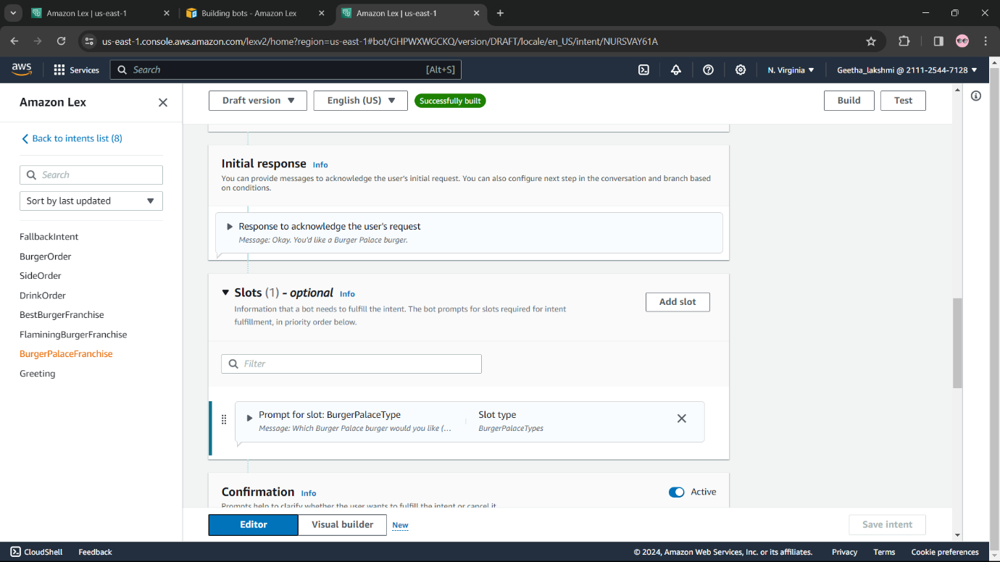 Amazon Lex | us-east-1
Building bots - Amazon Lex
Amazon Lex | us-east-1
us-east-1.console.aws.amazon.com/lexv2/home?region=us-east-1#bot/GHPWXWGCKQ/version/DRAFT/locale/en_US/intent/NURSVAY61A
aws
Services
Search
[Alt+S]
N. Virginia
Geetha_lakshmi @ 2111-2544-7128
Amazon Lex
Back to intents list (8)
Search
Sort by last updated
FallbackIntent
BurgerOrder
SideOrder
DrinkOrder
BestBurgerFranchise
FlaminingBurgerFranchise
BurgerPalaceFranchise
Greeting
Draft version
English (US)
Successfully built
Build
Test
Initial response Info
You can provide messages to acknowledge the user's initial request. You can also configure next step in the conversation and branch based
on conditions.
Response to acknowledge the user's request
Message: Okay. You'd like a Burger Palace burger.
Slots (1) - optional Info
Information that a bot needs to fulfill the intent. The bot prompts for slots required for intent
fulfillment, in priority order below.
Add slot
Filter
Prompt for slot: BurgerPalaceType
Message: Which Burger Palace burger would you like (...
Slot type
BurgerPalaceTypes
Confirmation Info
Active
Prompts help to clarify whether the user wants to fulfill the intent or cancel it.
Editor
Visual builder
New
Save intent
CloudShell
Feedback
© 2024, Amazon Web Services, Inc. or its affiliates.
Privacy
Terms
Cookie preferences